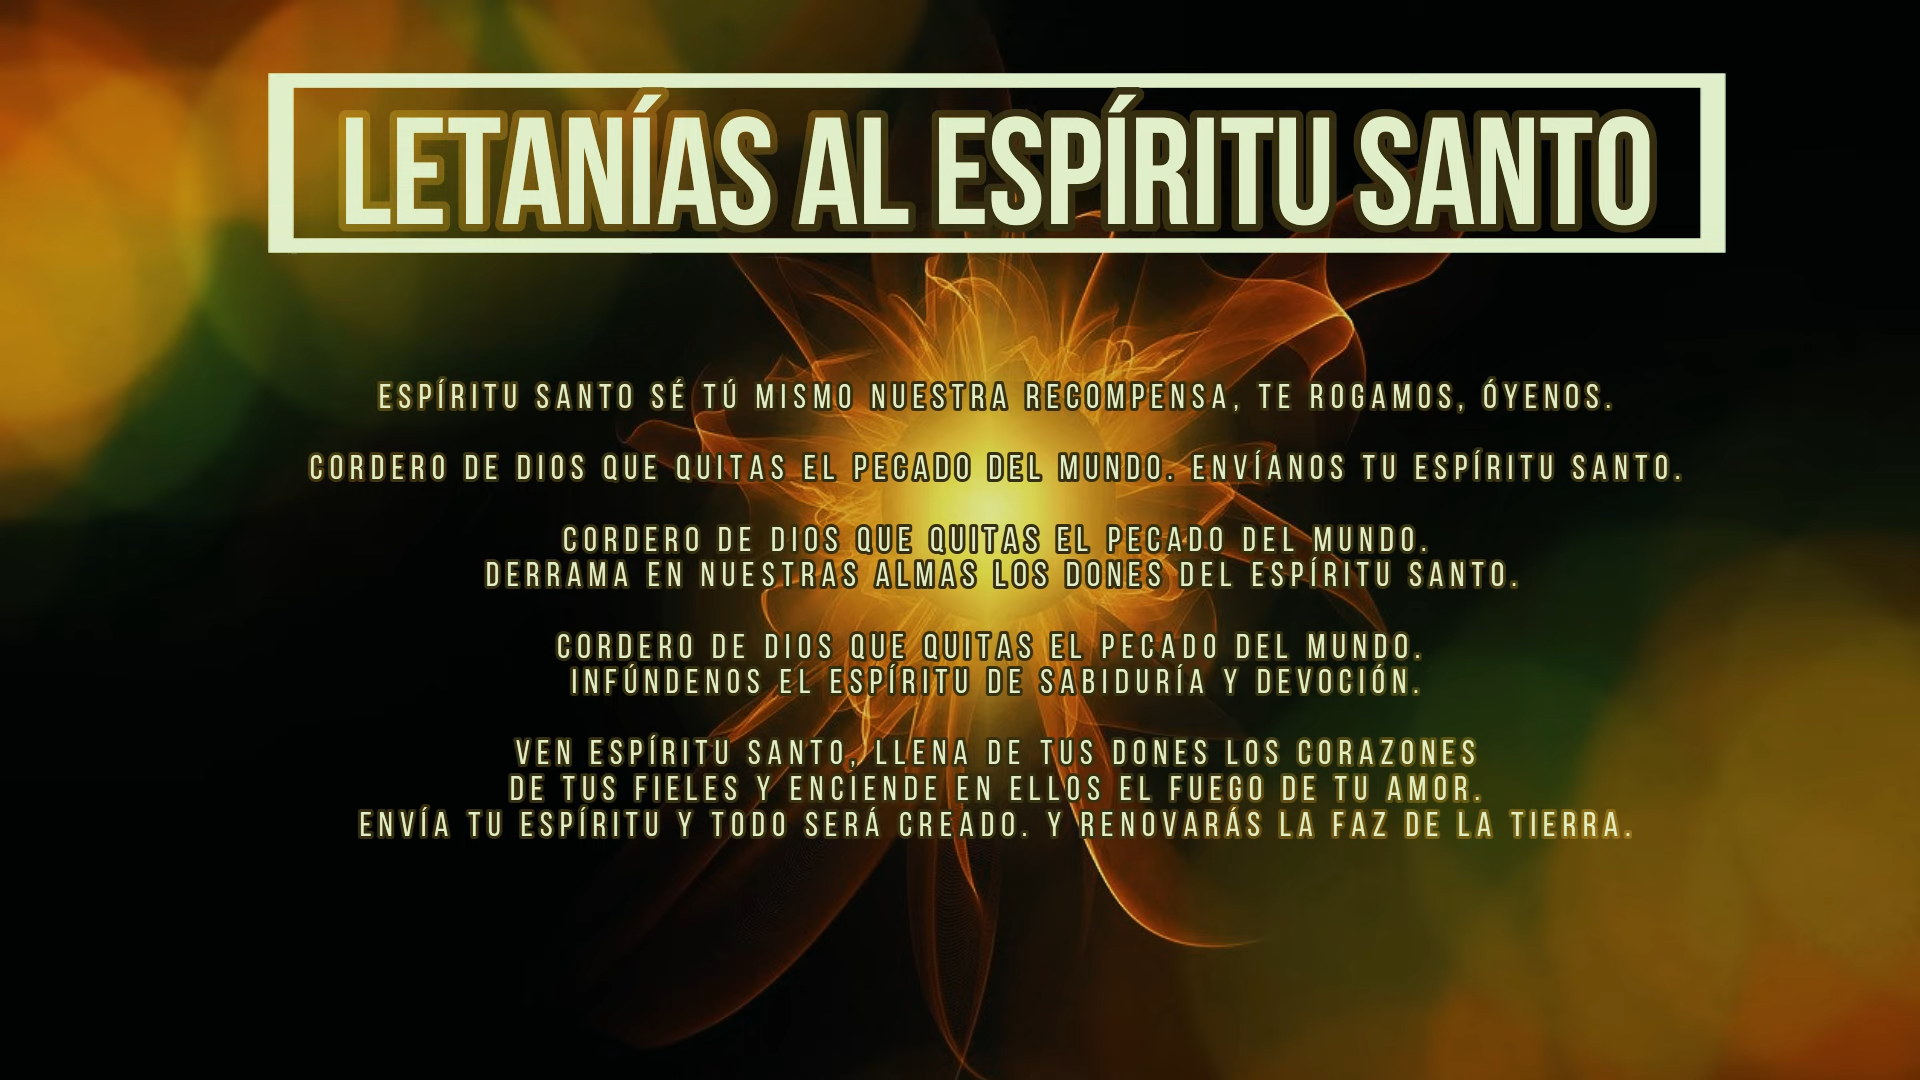 LETANÍAS AL ESPÍRITU SANTO
ESPÍRITU SANTO SÉ TÚ MISMO NUESTRA RECOMPENSA, TE ROGAMOS, ÓYENOS.
CORDERO DE DIOS QUE QUITAS EL PECADO DEL MUNDO. ENVÍANOS TU ESPÍRITU SANTO.
CORDERO DE DIOS QUE QUITAS EL PECADO DEL MUNDO.
DERRAMA EN NUESTRAS ALMAS LOS DONES DEL ESPÍRITU SANTO.
CORDERO DE DIOS QUE QUITAS EL PECADO DEL MUNDO.
INFÚNDENOS EL ESPÍRITU DE SABIDURÍA Y DEVOCIÓN.
VEN ESPÍRITU SANTO, LLENA DE TUS DONES LOS CORAZONES
DE TUS FIELES Y ENCIENDE EN ELLOS EL FUEGO DE TU AMOR.
ENVÍA TU ESPÍRITU Y TODO SERÁ CREADO. Y RENOVARÁS LA FAZ DE LA TIERRA.